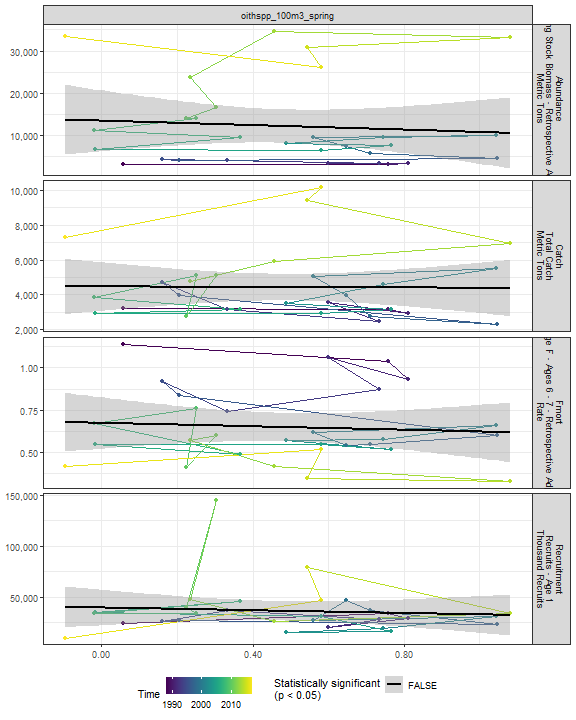 oithspp_100m3_spring
30,000
20,000
10,000
Abundance
ng Stock Biomass - Retrospective A
Metric Tons
10,000
8,000
6,000
4,000
2,000
Catch
Total Catch
Metric Tons
1.00
0.75
0.50
Fmort
ge F - Ages 6 - 7 - Retrospective Ad
Rate
150,000
100,000
50,000
Recruitment
Recruits - Age 1
Thousand Recruits
0.00
0.40
0.80
Time
1990
2000
2010
Statistically significant
(p < 0.05)
FALSE